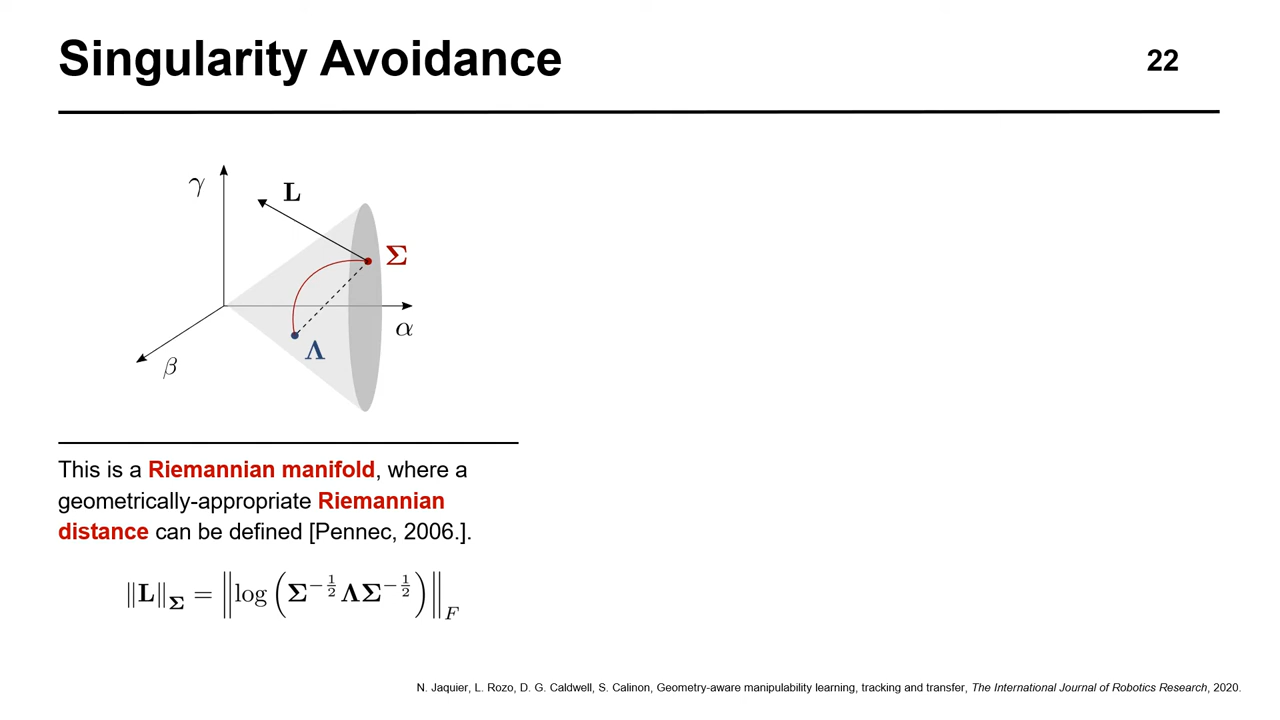 Singularity Avoidance
22
γ
L
Σ
α
Λ
β
This is a Riemannian manifold, where a
geometrically-appropriate Riemannian
distance can be defined [Pennec, 2006.].
‖L‖_Σ = ‖log (Σ^{-1/2} Λ Σ^{-1/2})‖_F
N. Jaquier, L. Rozo, D. G. Caldwell, S. Calinon, Geometry-aware manipulability learning, tracking and transfer, The International Journal of Robotics Research, 2020.